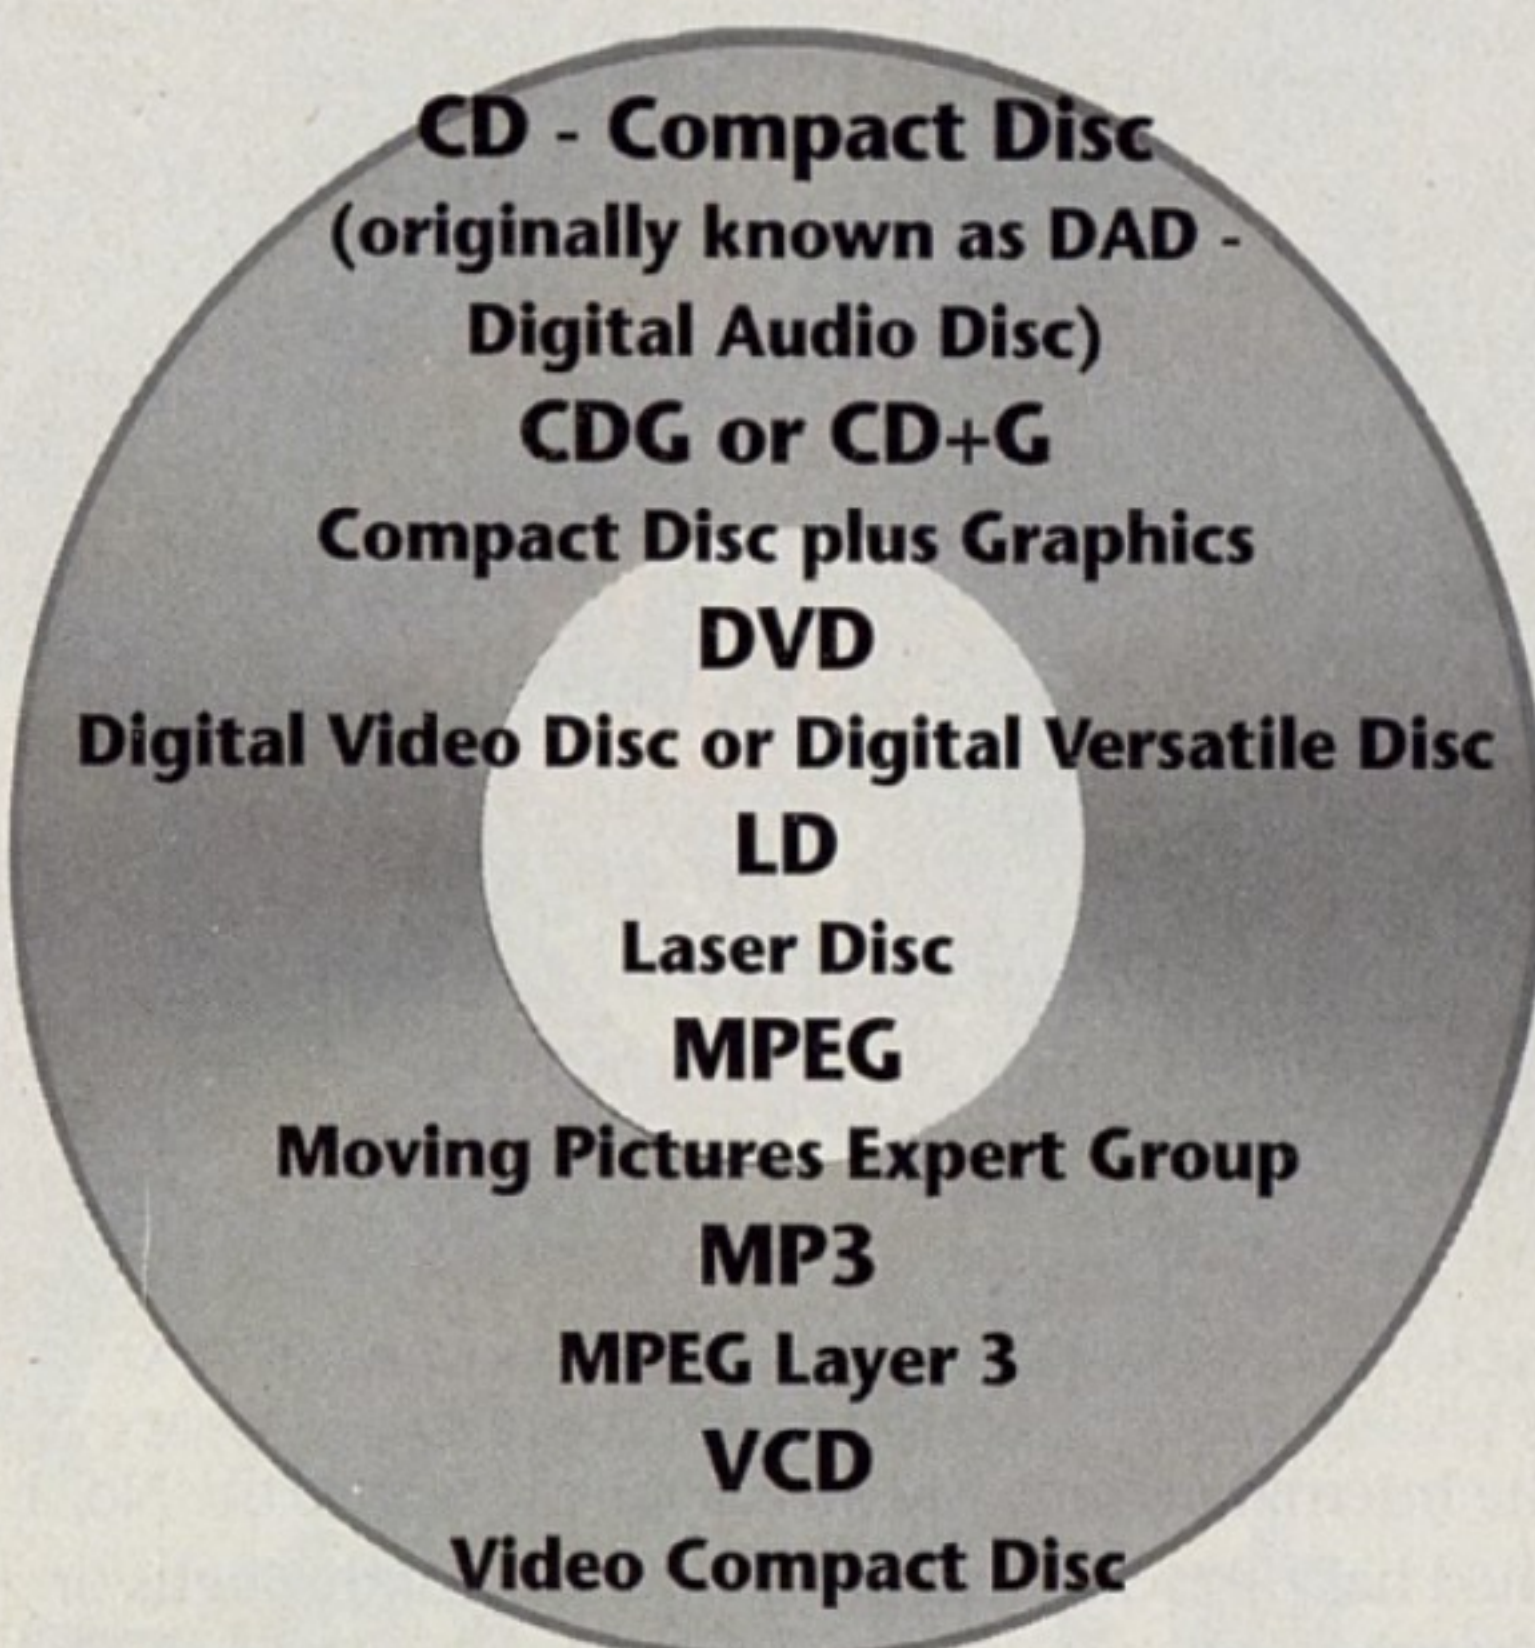 CD - Compact Disc
(originally known as DAD -
Digital Audio Disc)
CDG or CD+G
Compact Disc plus Graphics
DVD
Digital Video Disc or Digital Versatile Disc
LD
Laser Disc
MPEG
Moving Pictures Expert Group
MP3
MPEG Layer 3
VCD
Video Compact Disc